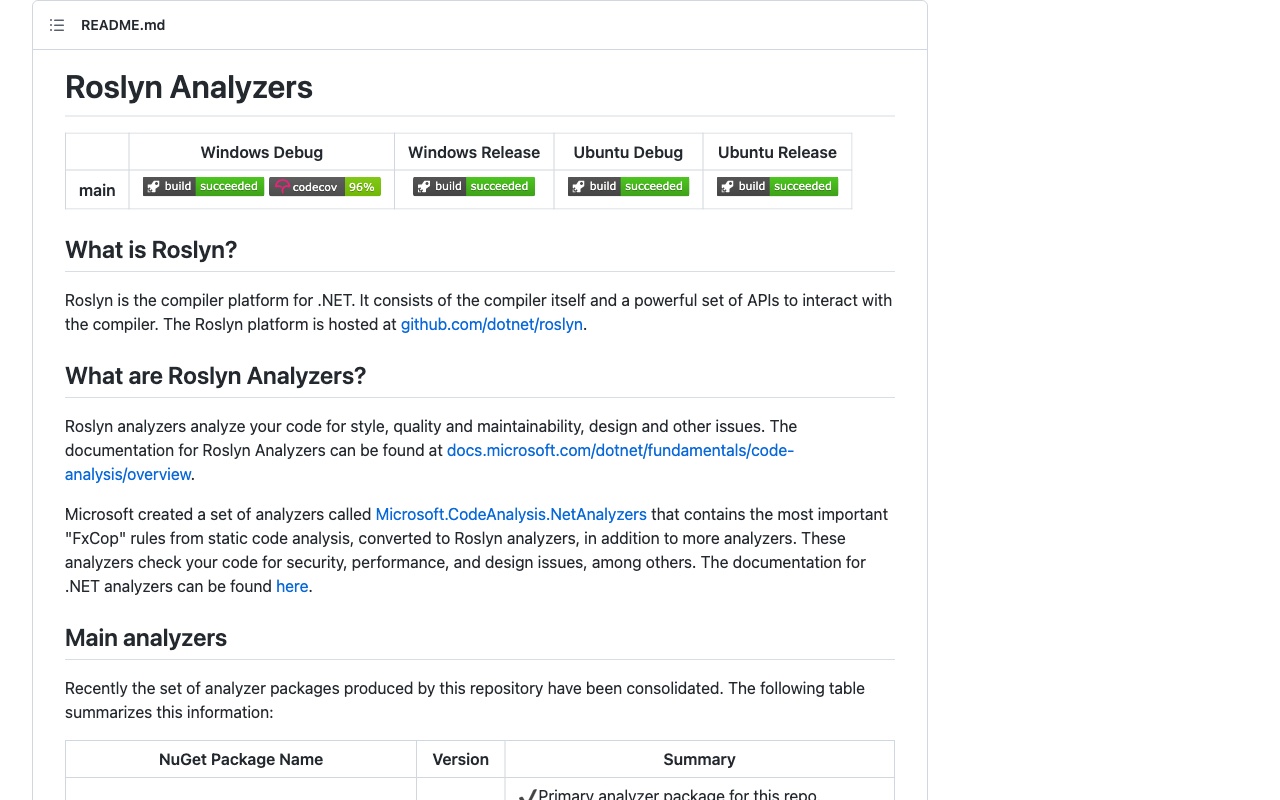 README.md
Roslyn Analyzers
Windows Debug Windows Release Ubuntu Debug Ubuntu Release
main build succeeded codecov 96% build succeeded build succeeded build succeeded
What is Roslyn?
Roslyn is the compiler platform for .NET. It consists of the compiler itself and a powerful set of APIs to interact with
the compiler. The Roslyn platform is hosted at github.com/dotnet/roslyn.
What are Roslyn Analyzers?
Roslyn analyzers analyze your code for style, quality and maintainability, design and other issues. The
documentation for Roslyn Analyzers can be found at docs.microsoft.com/dotnet/fundamentals/code-
analysis/overview.
Microsoft created a set of analyzers called Microsoft.CodeAnalysis.NetAnalyzers that contains the most important
"FxCop" rules from static code analysis, converted to Roslyn analyzers, in addition to more analyzers. These
analyzers check your code for security, performance, and design issues, among others. The documentation for
.NET analyzers can be found here.
Main analyzers
Recently the set of analyzer packages produced by this repository have been consolidated. The following table
summarizes this information:
NuGet Package Name Version Summary
✔Primary analyzer package for this repo.